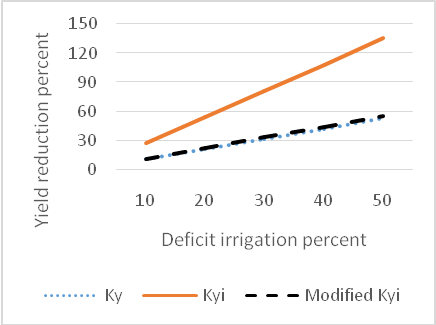 150
120
90
60
30
0
Yield reduction percent
10 20 30 40 50
Deficit irrigation percent
Ky Kyi Modified Kyi